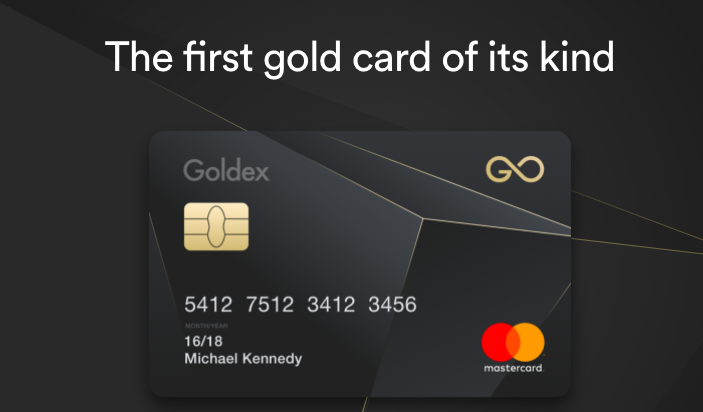 The first gold card of its kind
Goldex
GO
5412 7512 3412 3456
MONTH/YEAR
16/18
Michael Kennedy
mastercard